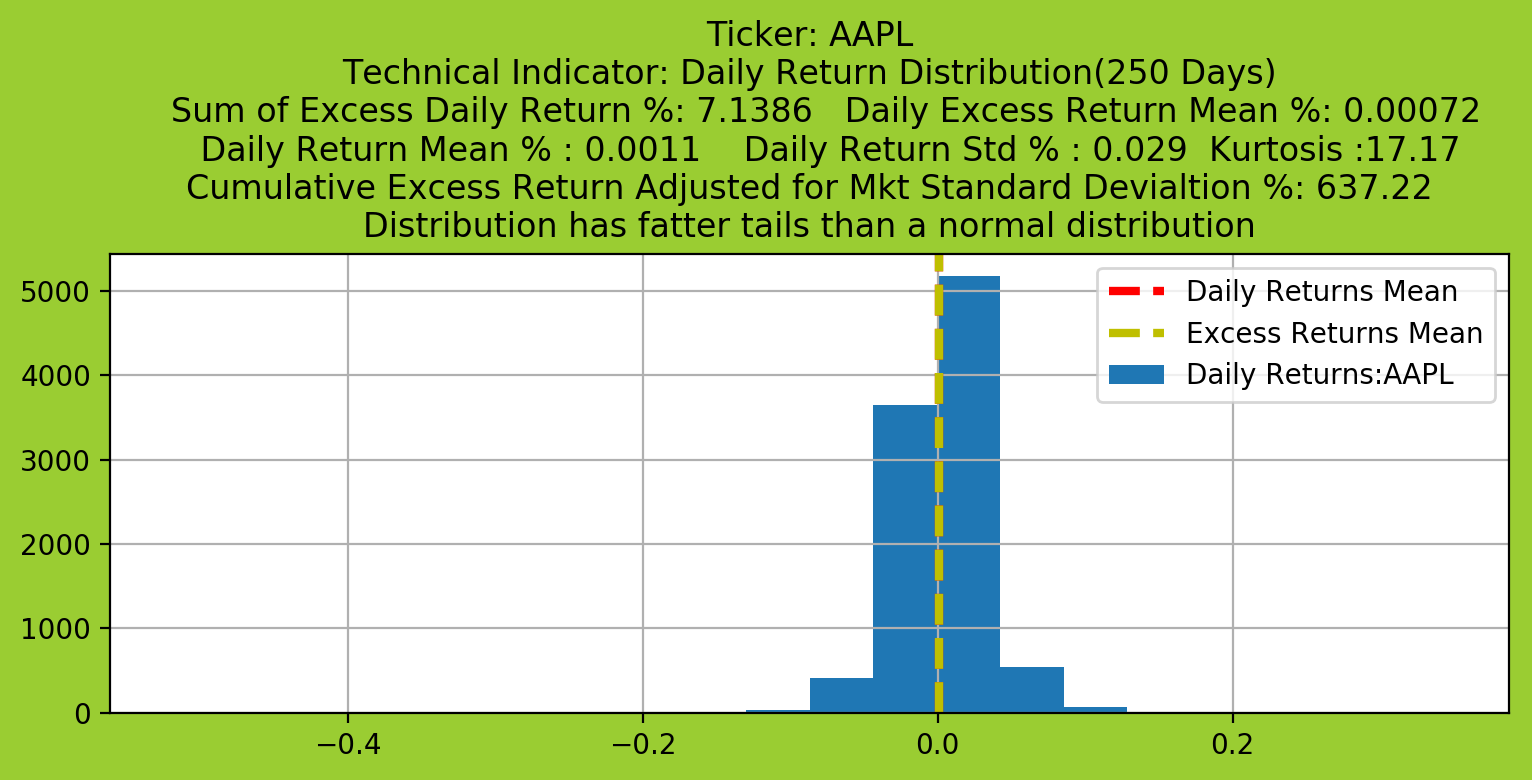 Ticker: AAPL
Technical Indicator: Daily Return Distribution(250 Days)
Sum of Excess Daily Return %: 7.1386   Daily Excess Return Mean %: 0.00072
Daily Return Mean % : 0.0011    Daily Return Std % : 0.029  Kurtosis :17.17
Cumulative Excess Return Adjusted for Mkt Standard Devialtion %: 637.22
Distribution has fatter tails than a normal distribution
Daily Returns Mean
Excess Returns Mean
Daily Returns:AAPL
5000
4000
3000
2000
1000
0
−0.4
−0.2
0.0
0.2